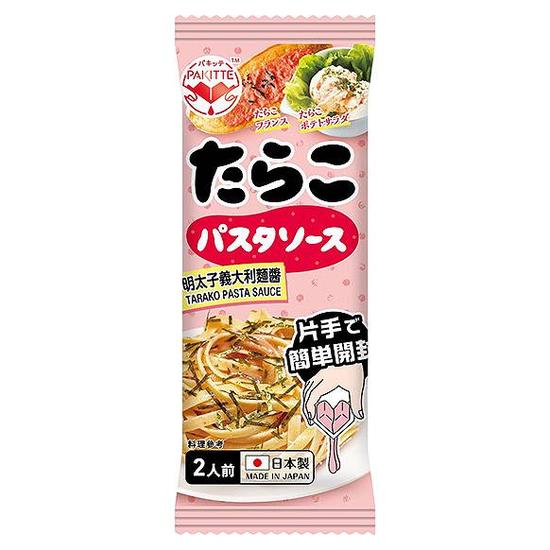 パキッテ
PAKITTE™
たらこ
フランス
たらこ
ポテトサラダ
たらこ
パスタソース
明太子義大利麵醬
TARAKO PASTA SAUCE
片手で
簡単開封
料理參考
2人前
日本製
MADE IN JAPAN